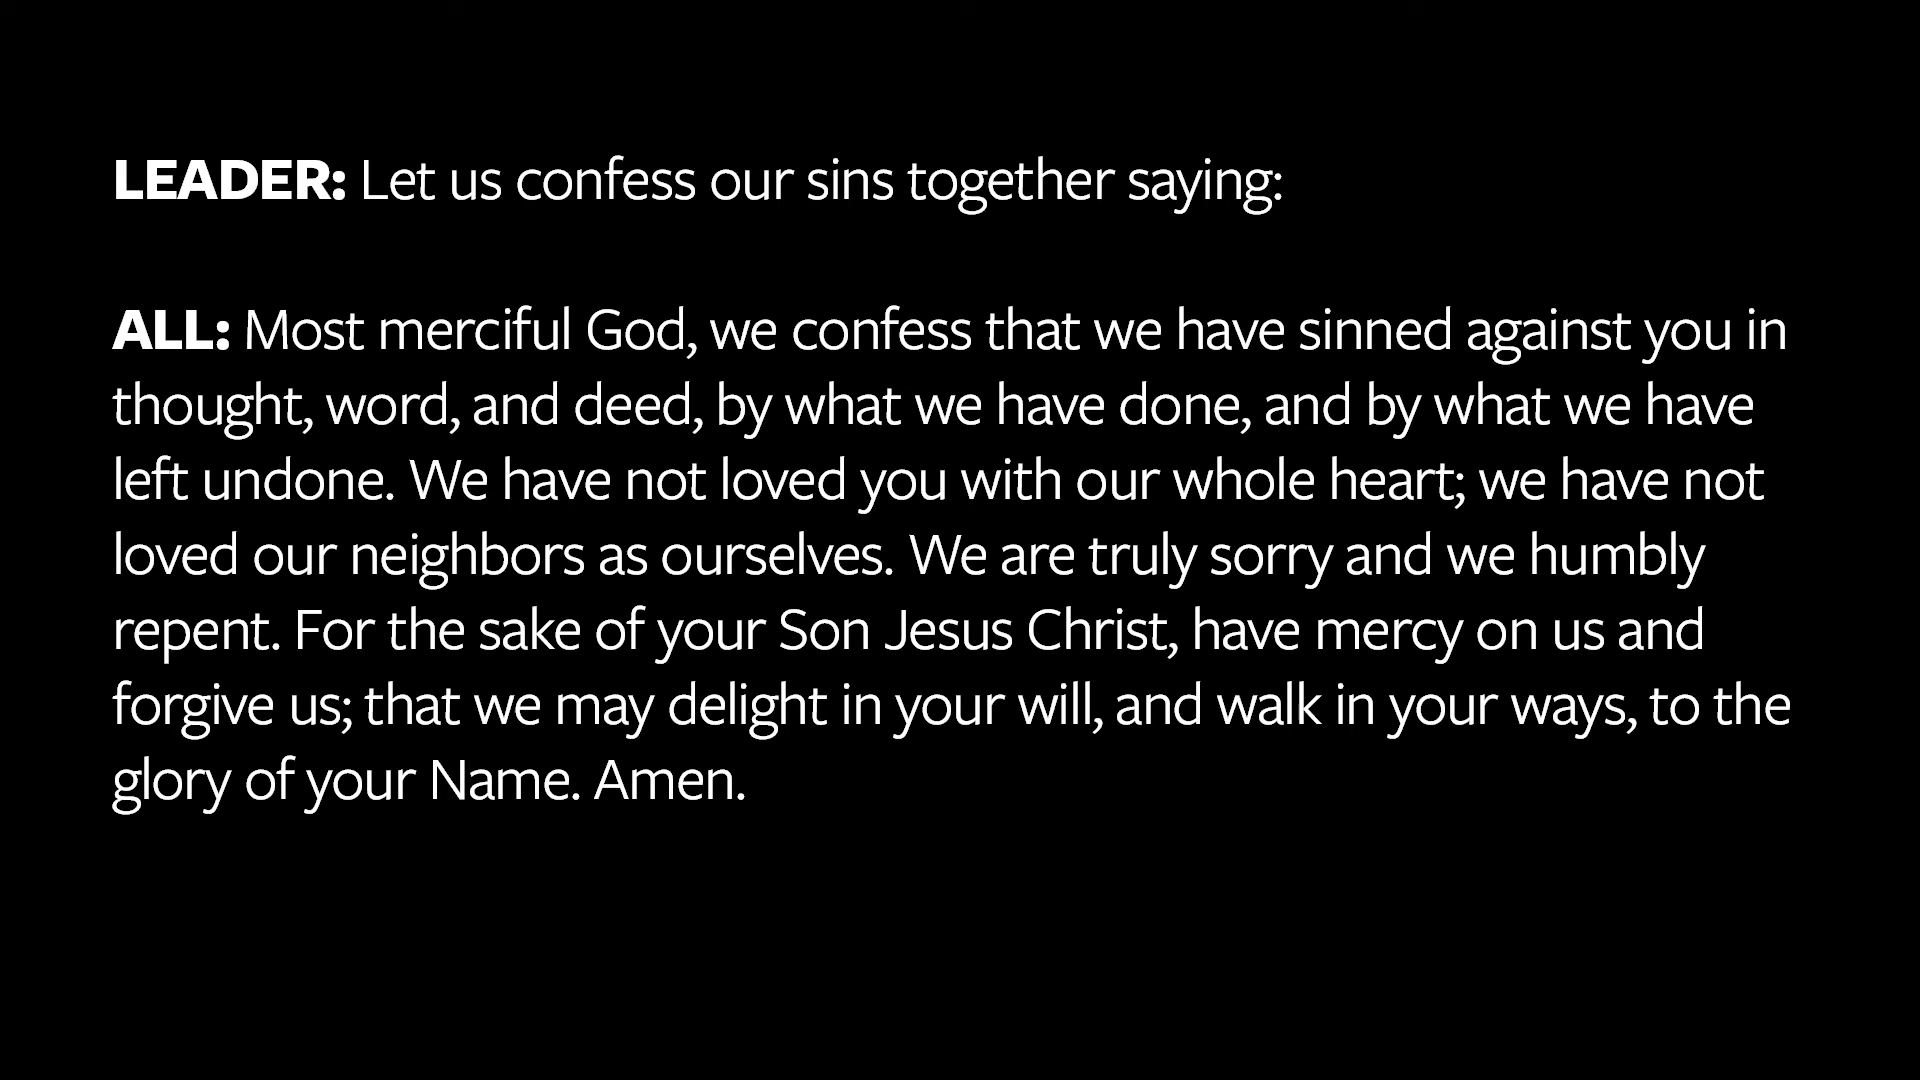 LEADER: Let us confess our sins together saying:
ALL: Most merciful God, we confess that we have sinned against you in
thought, word, and deed, by what we have done, and by what we have
left undone. We have not loved you with our whole heart; we have not
loved our neighbors as ourselves. We are truly sorry and we humbly
repent. For the sake of your Son Jesus Christ, have mercy on us and
forgive us; that we may delight in your will, and walk in your ways, to the
glory of your Name. Amen.